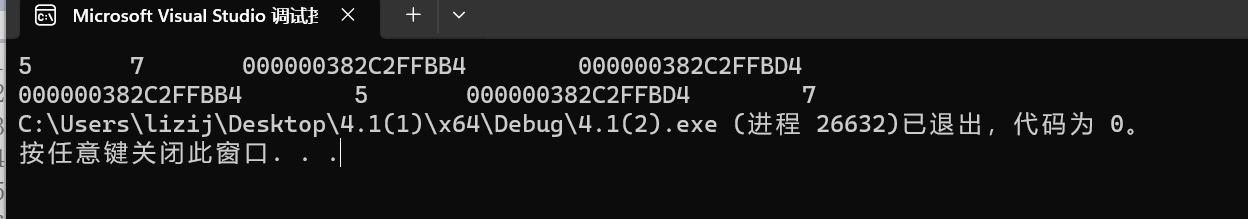 Microsoft Visual Studio 调试控
5 7 000000382C2FFBB4 000000382C2FFBD4
000000382C2FFBB4 5 000000382C2FFBD4 7
C:\Users\lizij\Desktop\4.1(1)\x64\Debug\4.1(2).exe (进程 26632)已退出，代码为 0。
按任意键关闭此窗口. . .